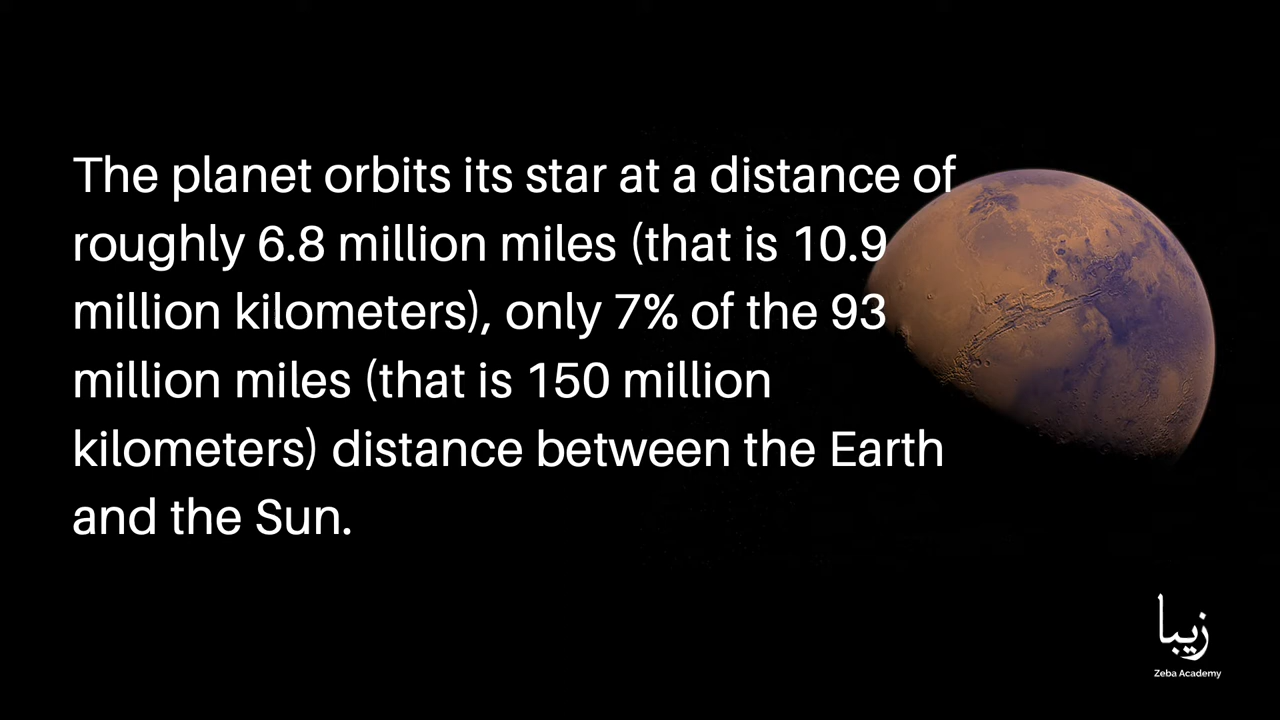 The planet orbits its star at a distance of
roughly 6.8 million miles (that is 10.9
million kilometers), only 7% of the 93
million miles (that is 150 million
kilometers) distance between the Earth
and the Sun.
زیبا
Zeba Academy